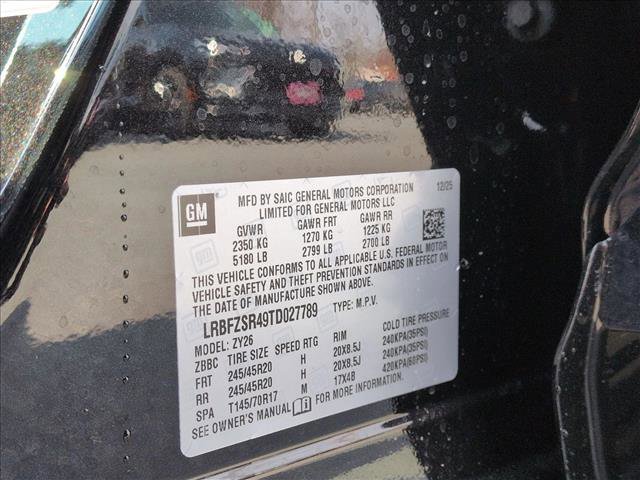 GM
MFD BY SAIC GENERAL MOTORS CORPORATION 12/25
LIMITED FOR GENERAL MOTORS LLC
GVWR GAWR FRT GAWR RR
2350 KG 1270 KG 1225 KG
5180 LB 2799 LB 2700 LB
THIS VEHICLE CONFORMS TO ALL APPLICABLE U.S. FEDERAL MOTOR
VEHICLE SAFETY AND THEFT PREVENTION STANDARDS IN EFFECT ON
THE DATE OF MANUFACTURE SHOWN ABOVE.
LRBFZSR49TD027789 TYPE: M.P.V.
MODEL: ZY26
ZBBC TIRE SIZE SPEED RTG RIM COLD TIRE PRESSURE
FRT 245/45R20 H 20X8.5J 240KPA(35PSI)
RR 245/45R20 H 20X8.5J 240KPA(35PSI)
SPA T145/70R17 M 17X4B 420KPA(60PSI)
SEE OWNER'S MANUAL FOR MORE INFORMATION.